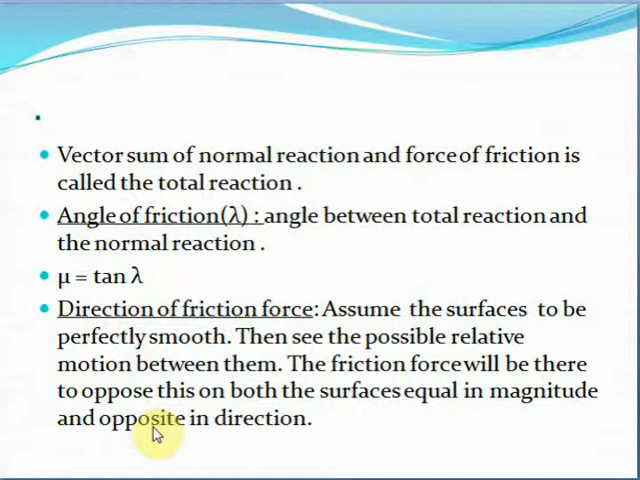 .
Vector sum of normal reaction and force of friction is
called the total reaction .
Angle of friction(λ) : angle between total reaction and
the normal reaction .
μ = tan λ
Direction of friction force: Assume the surfaces to be
perfectly smooth. Then see the possible relative
motion between them. The friction force will be there
to oppose this on both the surfaces equal in magnitude
and opposite in direction.